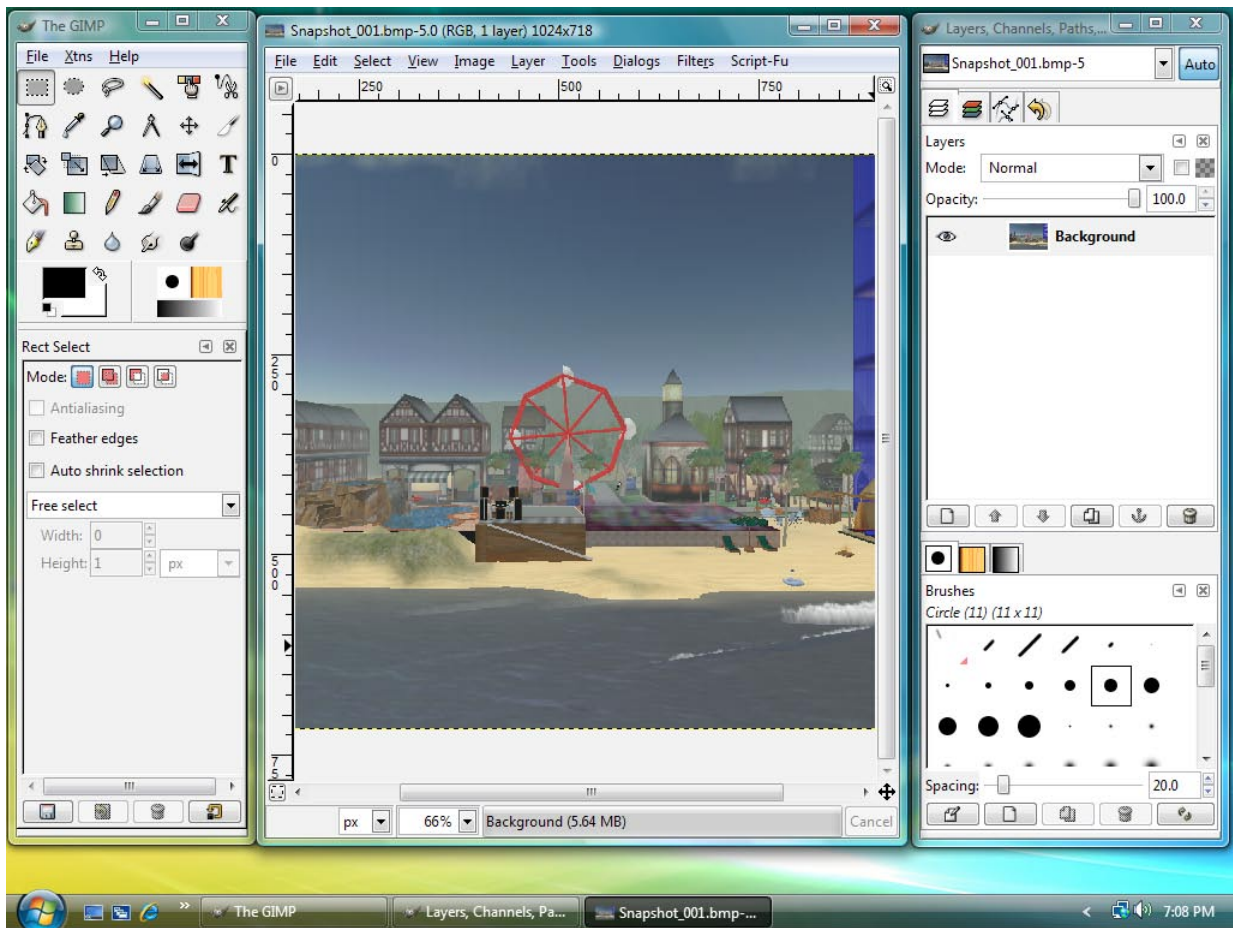 The GIMP
File Xtns Help
Rect Select
Mode:
Antialiasing
Feather edges
Auto shrink selection
Free select
Width: 0
Height: 1 px
Snapshot_001.bmp-5.0 (RGB, 1 layer) 1024x718
File Edit Select View Image Layer Tools Dialogs Filters Script-Fu
250 500 750
0
250
500
75
px 66% Background (5.64 MB) Cancel
Layers, Channels, Paths,...
Snapshot_001.bmp-5 Auto
Layers
Mode: Normal
Opacity: 100.0
Background
Brushes
Circle (11) (11 x 11)
Spacing: 20.0
The GIMP Layers, Channels, Pa... Snapshot_001.bmp-... 7:08 PM